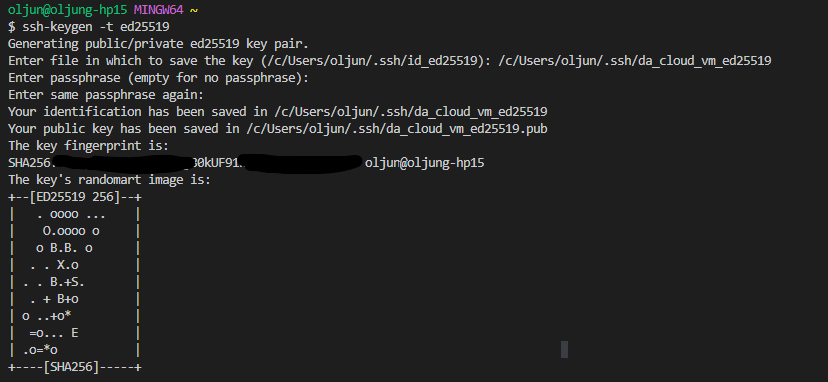 oljun@oljung-hp15 MINGW64 ~
$ ssh-keygen -t ed25519
Generating public/private ed25519 key pair.
Enter file in which to save the key (/c/Users/oljun/.ssh/id_ed25519): /c/Users/oljun/.ssh/da_cloud_vm_ed25519
Enter passphrase (empty for no passphrase):
Enter same passphrase again:
Your identification has been saved in /c/Users/oljun/.ssh/da_cloud_vm_ed25519
Your public key has been saved in /c/Users/oljun/.ssh/da_cloud_vm_ed25519.pub
The key fingerprint is:
SHA256 0kUF91 oljun@oljung-hp15
The key's randomart image is:
+--[ED25519 256]--+
|   . oooo ...    |
|    O.oooo o     |
|   o B.B. o      |
|  . . X.o        |
| . . B.+S.       |
|  . + B+o        |
| o ..+o*         |
|  =o... E        |
| .o=*o           |
+----[SHA256]-----+